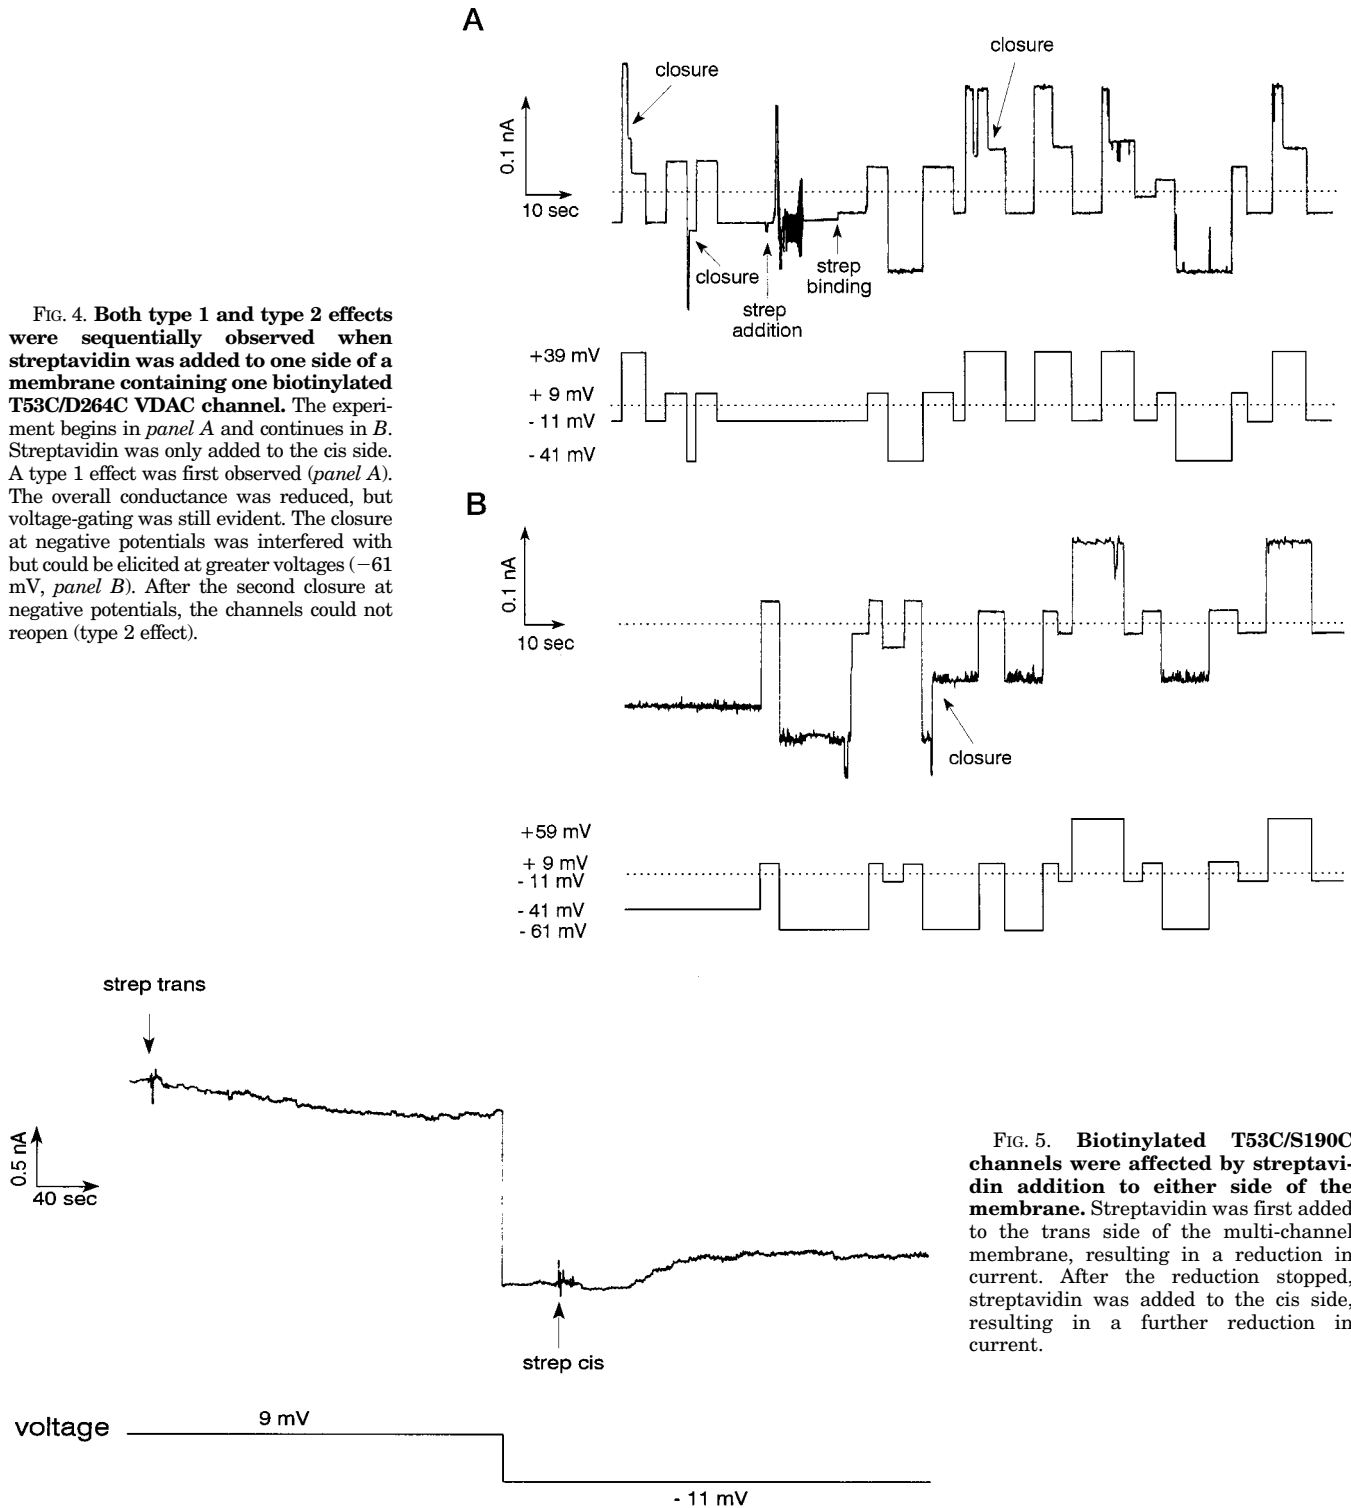 A
closure
closure
0.1 nA
10 sec
closure
strep
addition
strep
binding
+39 mV
+ 9 mV
- 11 mV
- 41 mV
FIG. 4. Both type 1 and type 2 effects
were sequentially observed when
streptavidin was added to one side of a
membrane containing one biotinylated
T53C/D264C VDAC channel. The experi-
ment begins in panel A and continues in B.
Streptavidin was only added to the cis side.
A type 1 effect was first observed (panel A).
The overall conductance was reduced, but
voltage-gating was still evident. The closure
at negative potentials was interfered with
but could be elicited at greater voltages (−61
mV, panel B). After the second closure at
negative potentials, the channels could not
reopen (type 2 effect).
B
0.1 nA
10 sec
closure
+59 mV
+ 9 mV
- 11 mV
- 41 mV
- 61 mV
strep trans
0.5 nA
40 sec
strep cis
voltage
9 mV
- 11 mV
FIG. 5. Biotinylated T53C/S190C
channels were affected by streptavi-
din addition to either side of the
membrane. Streptavidin was first added
to the trans side of the multi-channel
membrane, resulting in a reduction in
current. After the reduction stopped,
streptavidin was added to the cis side,
resulting in a further reduction in
current.